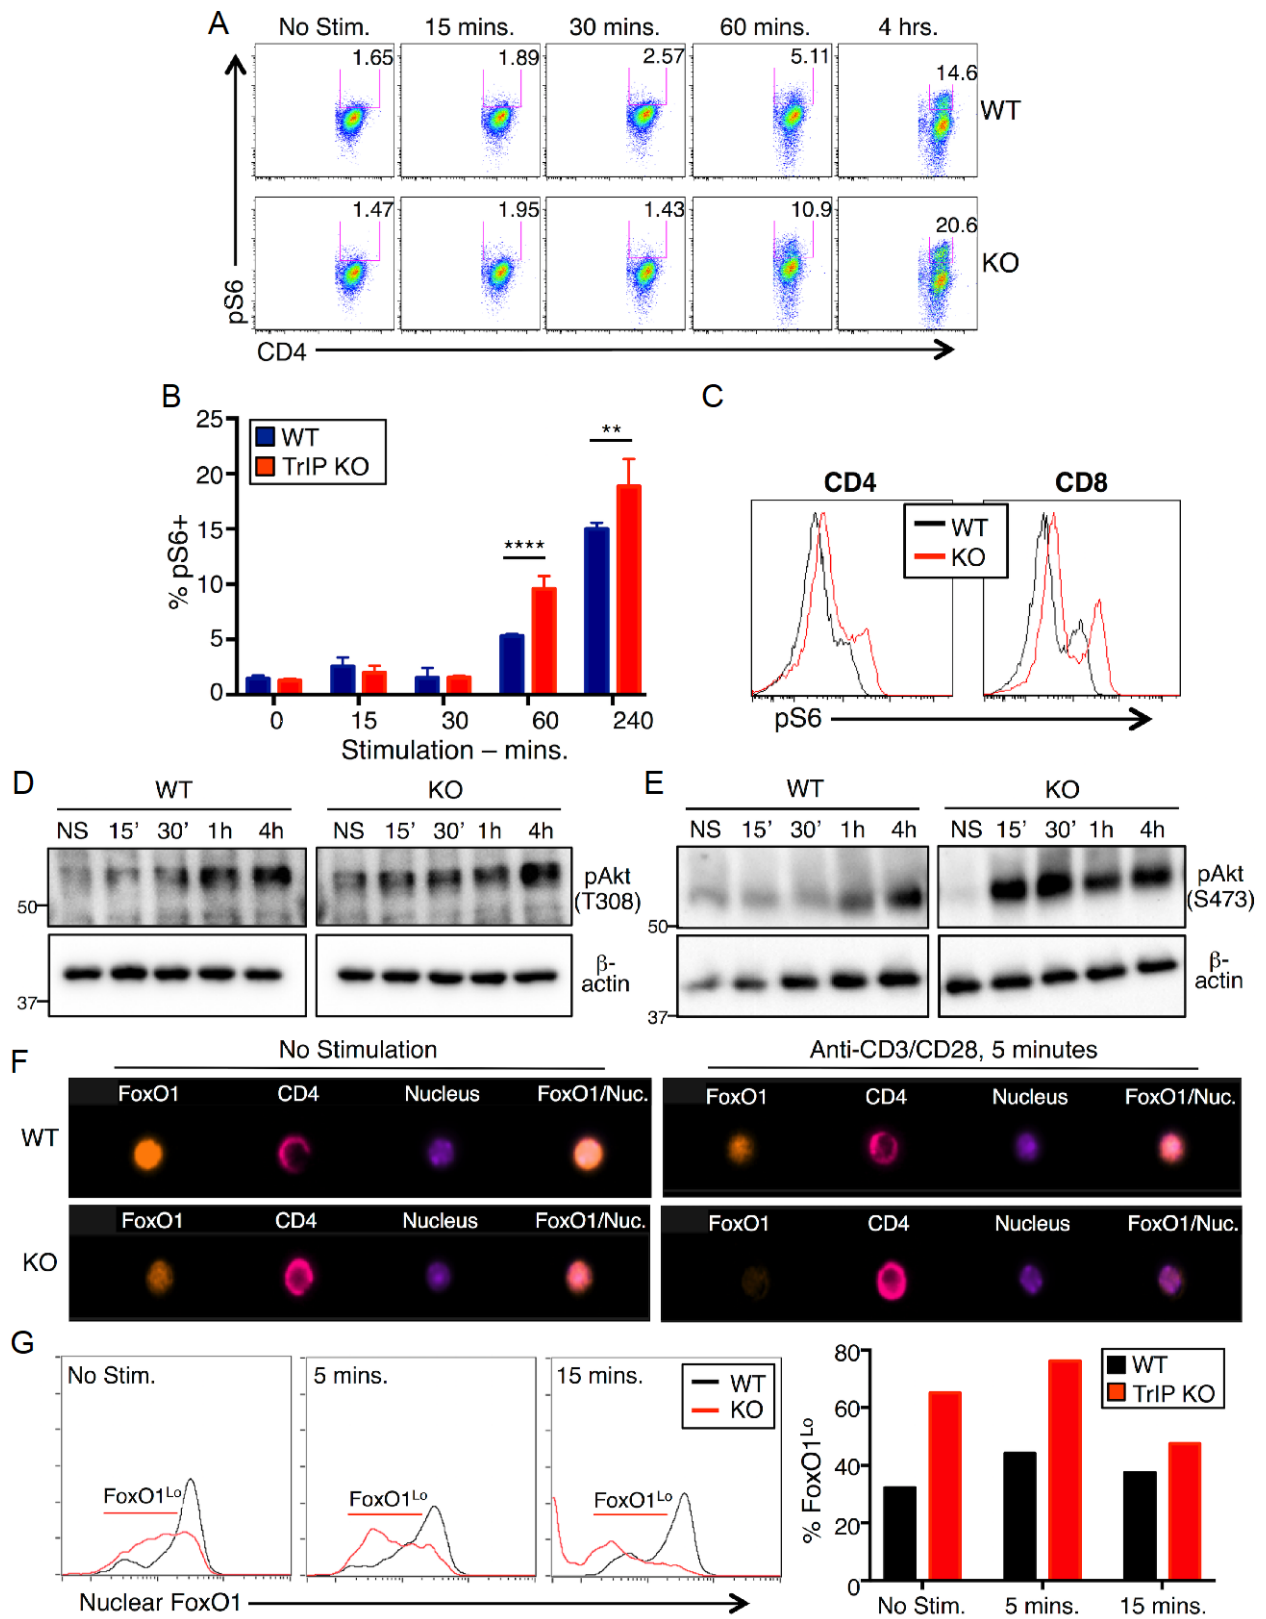 A
No Stim. 15 mins. 30 mins. 60 mins. 4 hrs.
1.65 1.89 2.57 5.11 14.6
WT
1.47 1.95 1.43 10.9 20.6
KO
pS6
CD4
B
25
20
15
10
5
0
% pS6+
WT
TrIP KO
****
**
0 15 30 60 240
Stimulation – mins.
C
CD4 CD8
WT
KO
pS6
D
WT KO
NS 15’ 30’ 1h 4h NS 15’ 30’ 1h 4h
50
pAkt
(T308)
37
β-
actin
E
WT KO
NS 15’ 30’ 1h 4h NS 15’ 30’ 1h 4h
50
pAkt
(S473)
37
β-
actin
F
No Stimulation Anti-CD3/CD28, 5 minutes
WT
FoxO1 CD4 Nucleus FoxO1/Nuc. FoxO1 CD4 Nucleus FoxO1/Nuc.
KO
FoxO1 CD4 Nucleus FoxO1/Nuc. FoxO1 CD4 Nucleus FoxO1/Nuc.
G
No Stim. 5 mins. 15 mins.
WT
KO
FoxO1Lo FoxO1Lo FoxO1Lo
Nuclear FoxO1
80
60
40
20
0
% FoxO1Lo
WT
TrIP KO
No Stim. 5 mins. 15 mins.